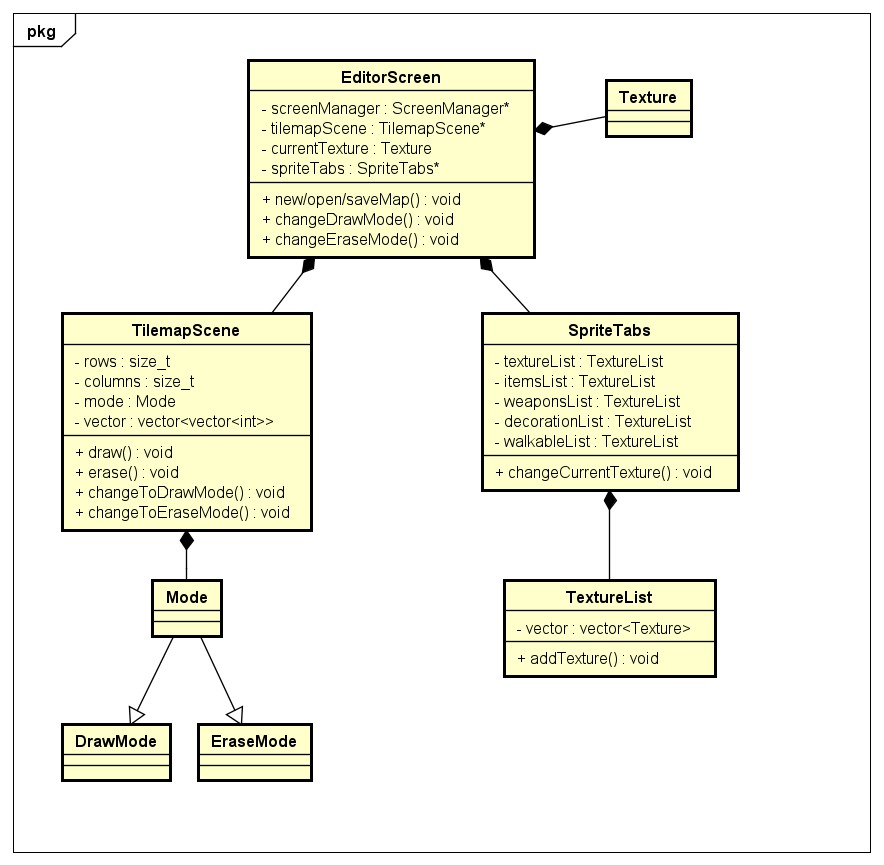 pkg
EditorScreen
- screenManager : ScreenManager*
- tilemapScene : TilemapScene*
- currentTexture : Texture
- spriteTabs : SpriteTabs*
+ new/open/saveMap() : void
+ changeDrawMode() : void
+ changeEraseMode() : void
Texture
TilemapScene
- rows : size_t
- columns : size_t
- mode : Mode
- vector : vector<vector<int>>
+ draw() : void
+ erase() : void
+ changeToDrawMode() : void
+ changeToEraseMode() : void
SpriteTabs
- textureList : TextureList
- itemsList : TextureList
- weaponsList : TextureList
- decorationList : TextureList
- walkableList : TextureList
+ changeCurrentTexture() : void
Mode
TextureList
- vector : vector<Texture>
+ addTexture() : void
DrawMode
EraseMode